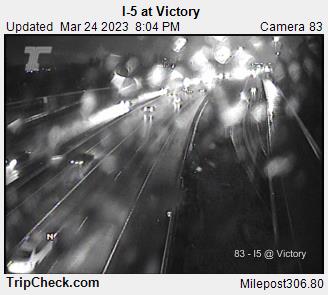 I-5 at Victory
Updated Mar 24 2023 8:04 PM Camera 83
N
83 - I5 @ Victory
TripCheck.com Milepost306.80